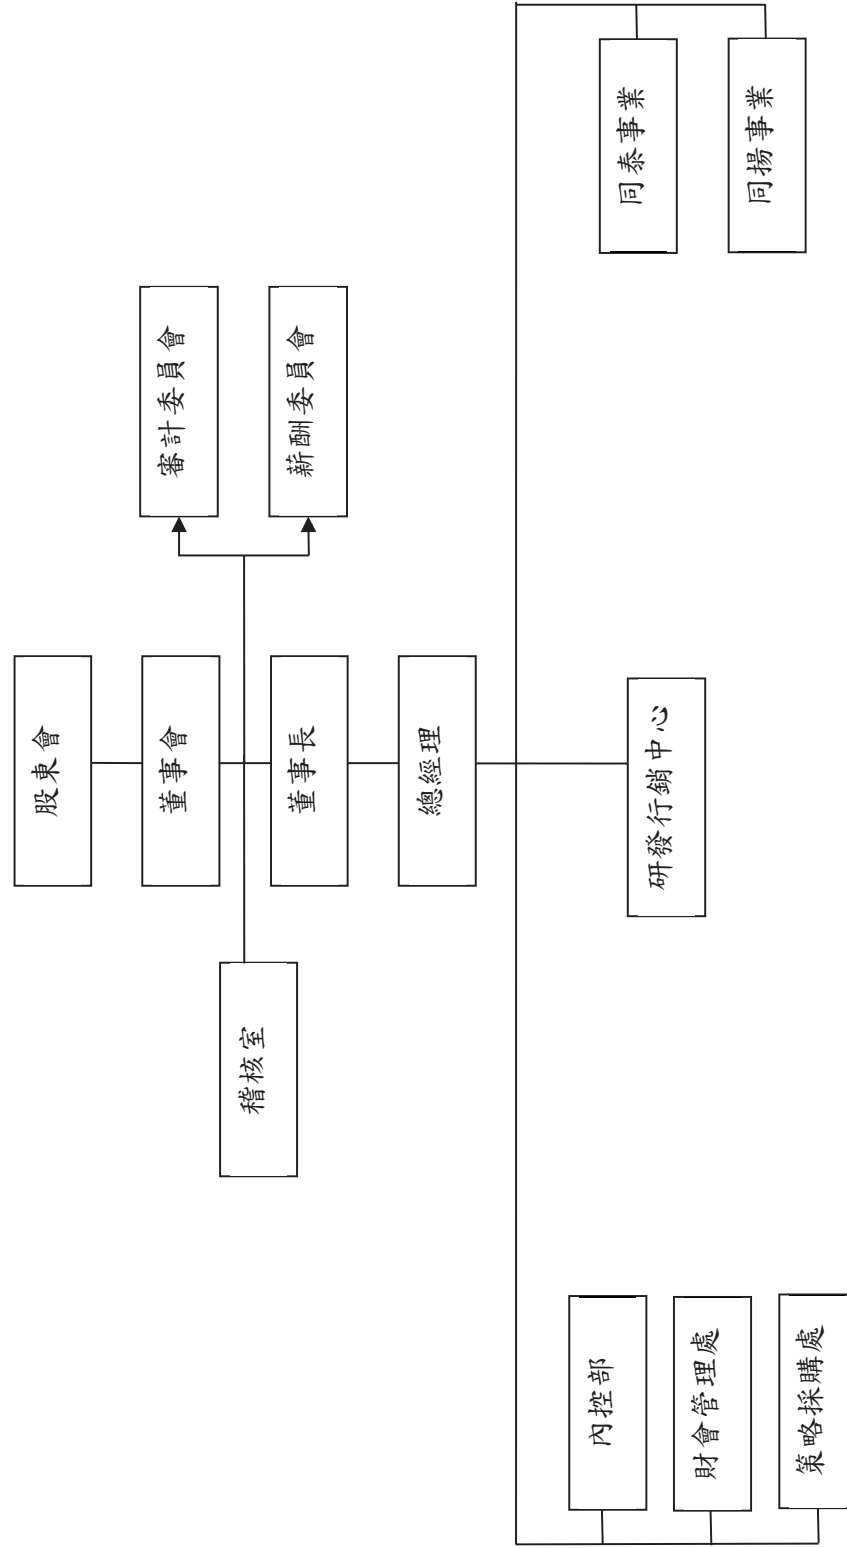 股東會
董事會
審計委員會
薪酬委員會
稽核室
董事長
總經理
內控部
財會管理處
策略採購處
研發行銷中心
同泰事業
同揚事業